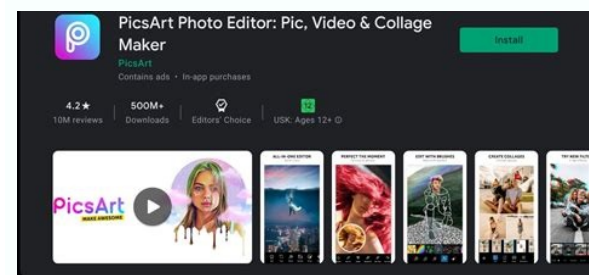 PicsArt Photo Editor: Pic, Video & Collage
Maker
PicsArt
Contains ads • In-app purchases
Install
4.2★
10M reviews
500M+
Downloads
Editors' Choice
12
USK: Ages 12+
PicsArt
MAKE AWESOME
ALL-IN-ONE EDITOR
PERFECT THE MOMENT
EDIT WITH BRUSHES
CREATE COLLAGES
TRY NEW FILT